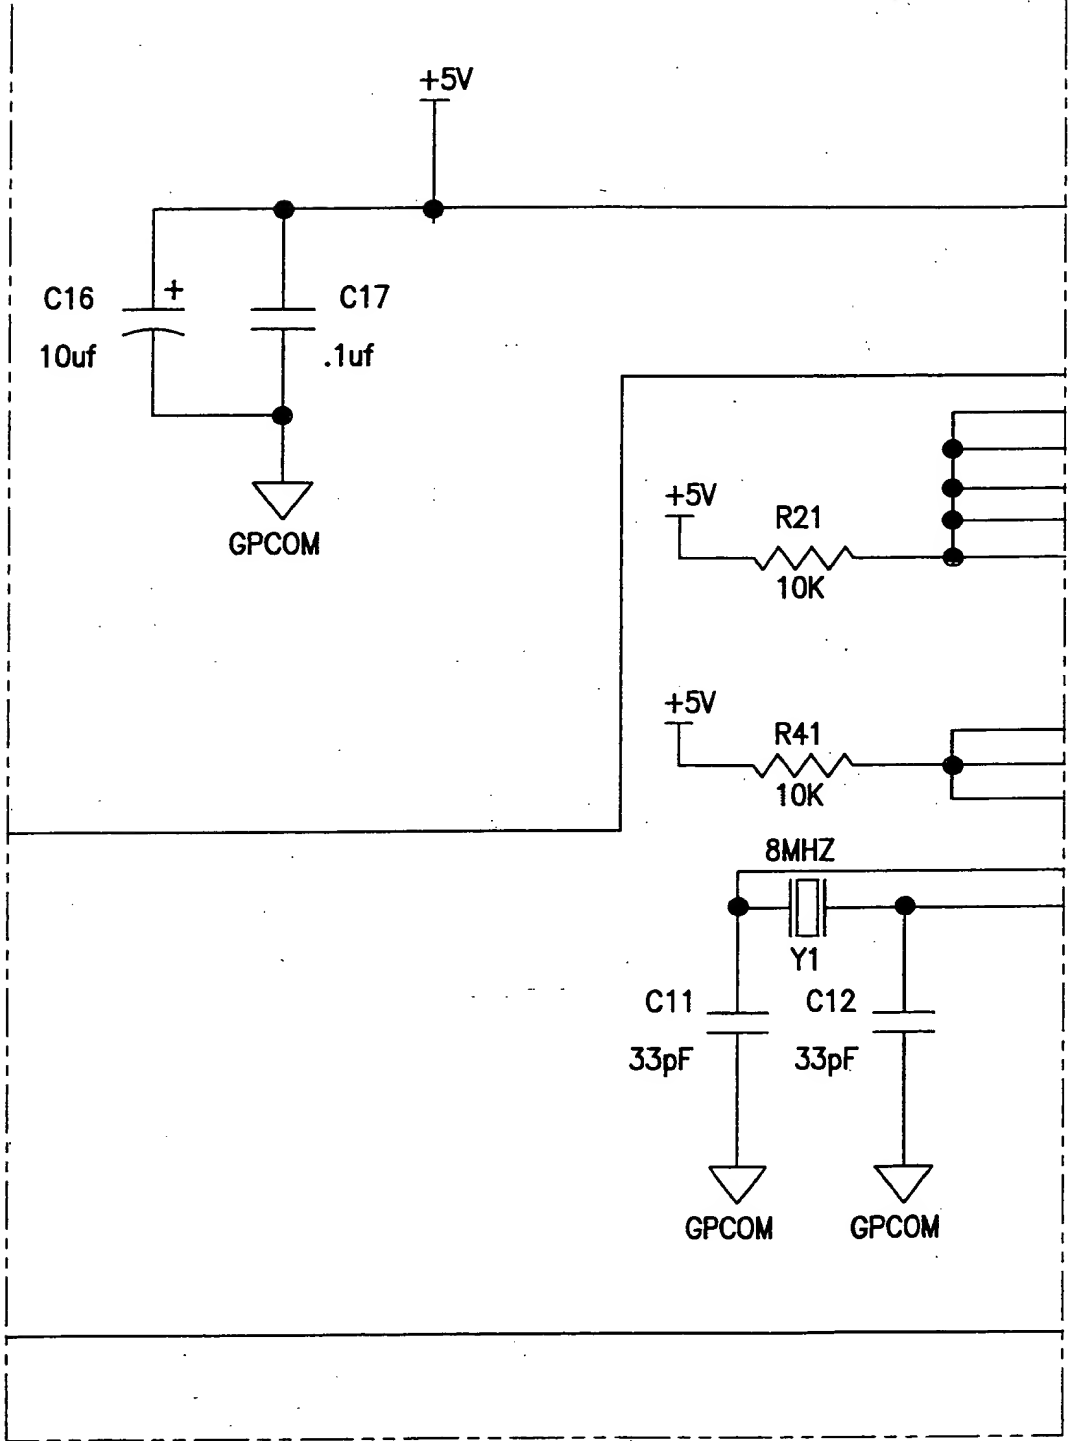 +5V
C16
+
C17
10uf
.1uf
GPCOM
+5V
R21
10K
+5V
R41
10K
8MHZ
Y1
C11
C12
33pF
33pF
GPCOM
GPCOM